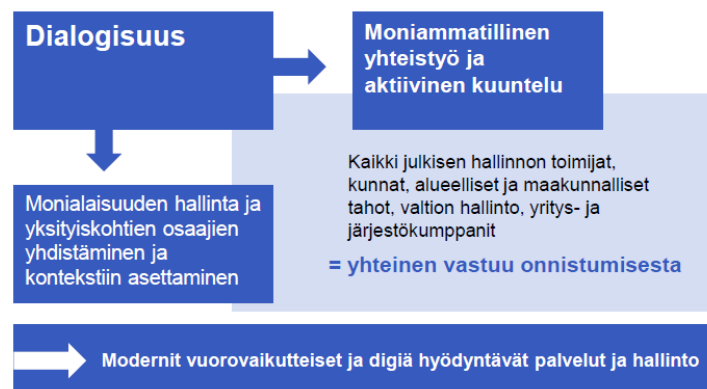 Dialogisuus
Moniammatillinen
yhteistyö ja
aktiivinen kuuntelu
Kaikki julkisen hallinnon toimijat,
kunnat, alueelliset ja maakunnalliset
tahot, valtion hallinto, yritys- ja
järjestökumppanit
= yhteinen vastuu onnistumisesta
Monialaisuuden hallinta ja
yksityiskohtien osaajien
yhdistäminen ja
kontekstiin asettaminen
Modernit vuorovaikutteiset ja digiä hyödyntävät palvelut ja hallinto